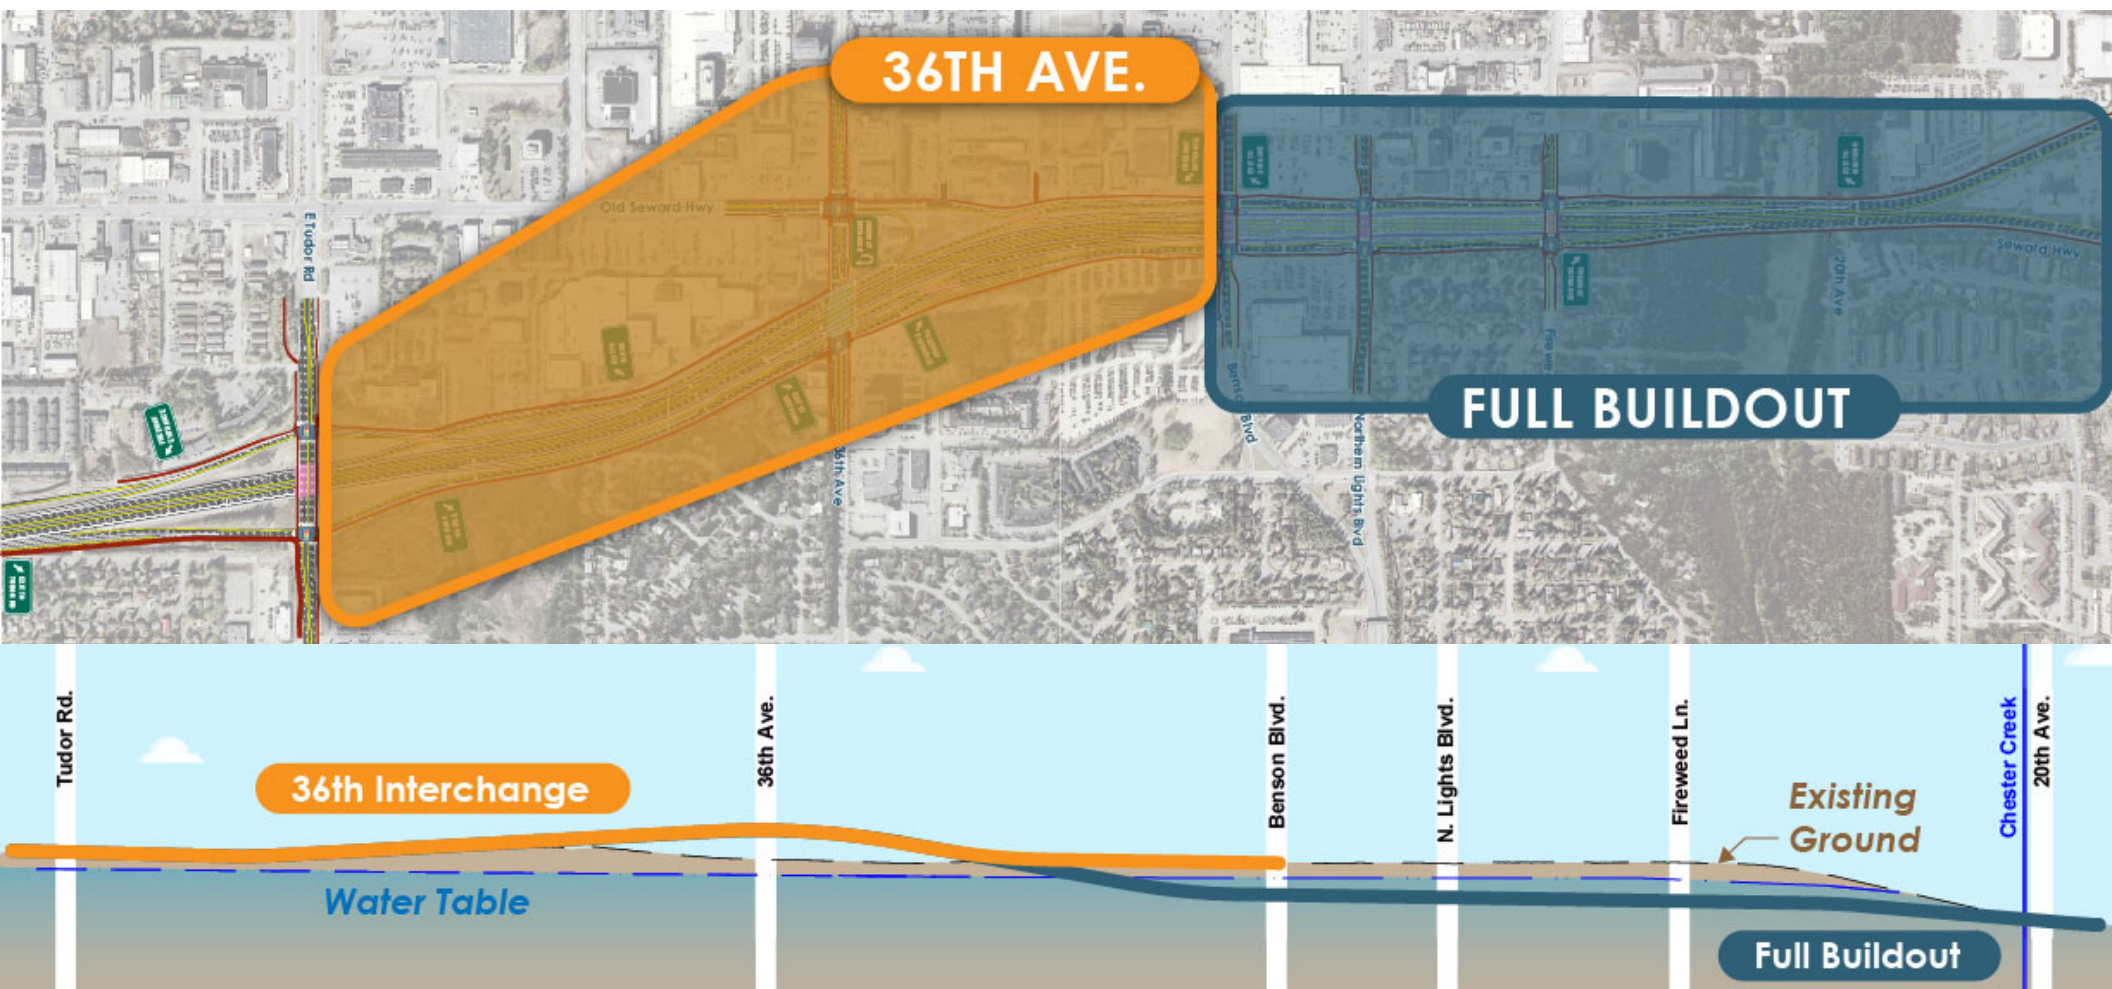 36TH AVE.
Old Seward Hwy
E Tudor Rd
Seward Hwy
20th Ave
FULL BUILDOUT
36th Ave
Blvd
Northern Lights Blvd
Tudor Rd.
36th Ave.
Benson Blvd.
N. Lights Blvd.
Fireweed Ln.
Chester Creek
20th Ave.
36th Interchange
Existing
Ground
Water Table
Full Buildout